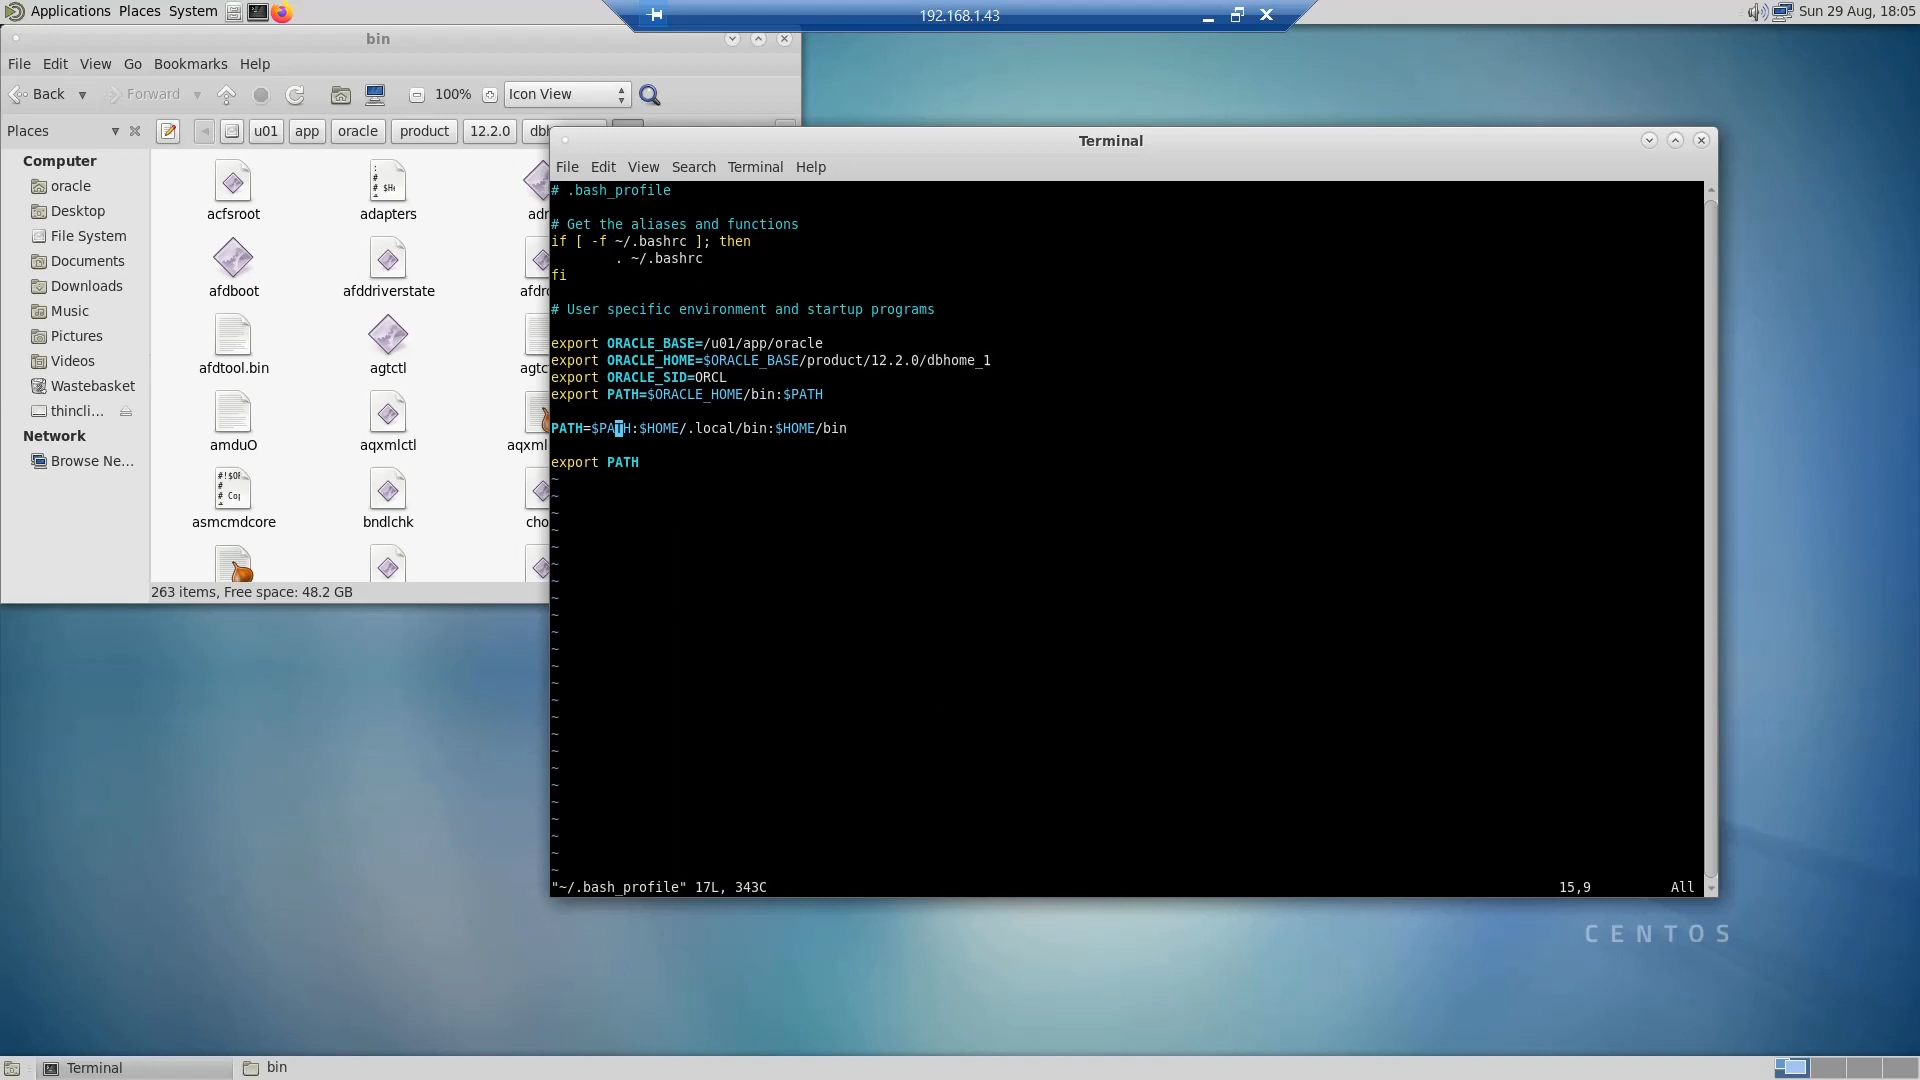 Applications Places System
192.168.1.43
Sun 29 Aug, 18:05
bin
File Edit View Go Bookmarks Help
Back Forward 100% Icon View
Places
u01 app oracle product 12.2.0
Computer
oracle
Desktop
File System
Documents
Downloads
Music
Pictures
Videos
Wastebasket
thincli...
Network
Browse Ne...
acfsroot adapters
afdboot afddriverstate
afdtool.bin agtctl
amduO aqxmlctl
asmcmdcore bndlchk
263 items, Free space: 48.2 GB
Terminal
File Edit View Search Terminal Help
# .bash_profile
# Get the aliases and functions
if [ -f ~/.bashrc ]; then
. ~/.bashrc
fi
# User specific environment and startup programs
export ORACLE_BASE=/u01/app/oracle
export ORACLE_HOME=$ORACLE_BASE/product/12.2.0/dbhome_1
export ORACLE_SID=ORCL
export PATH=$ORACLE_HOME/bin:$PATH
PATH=$PATH:$HOME/.local/bin:$HOME/bin
export PATH
"~/.bash_profile" 17L, 343C 15,9 All
CENTOS
Terminal bin